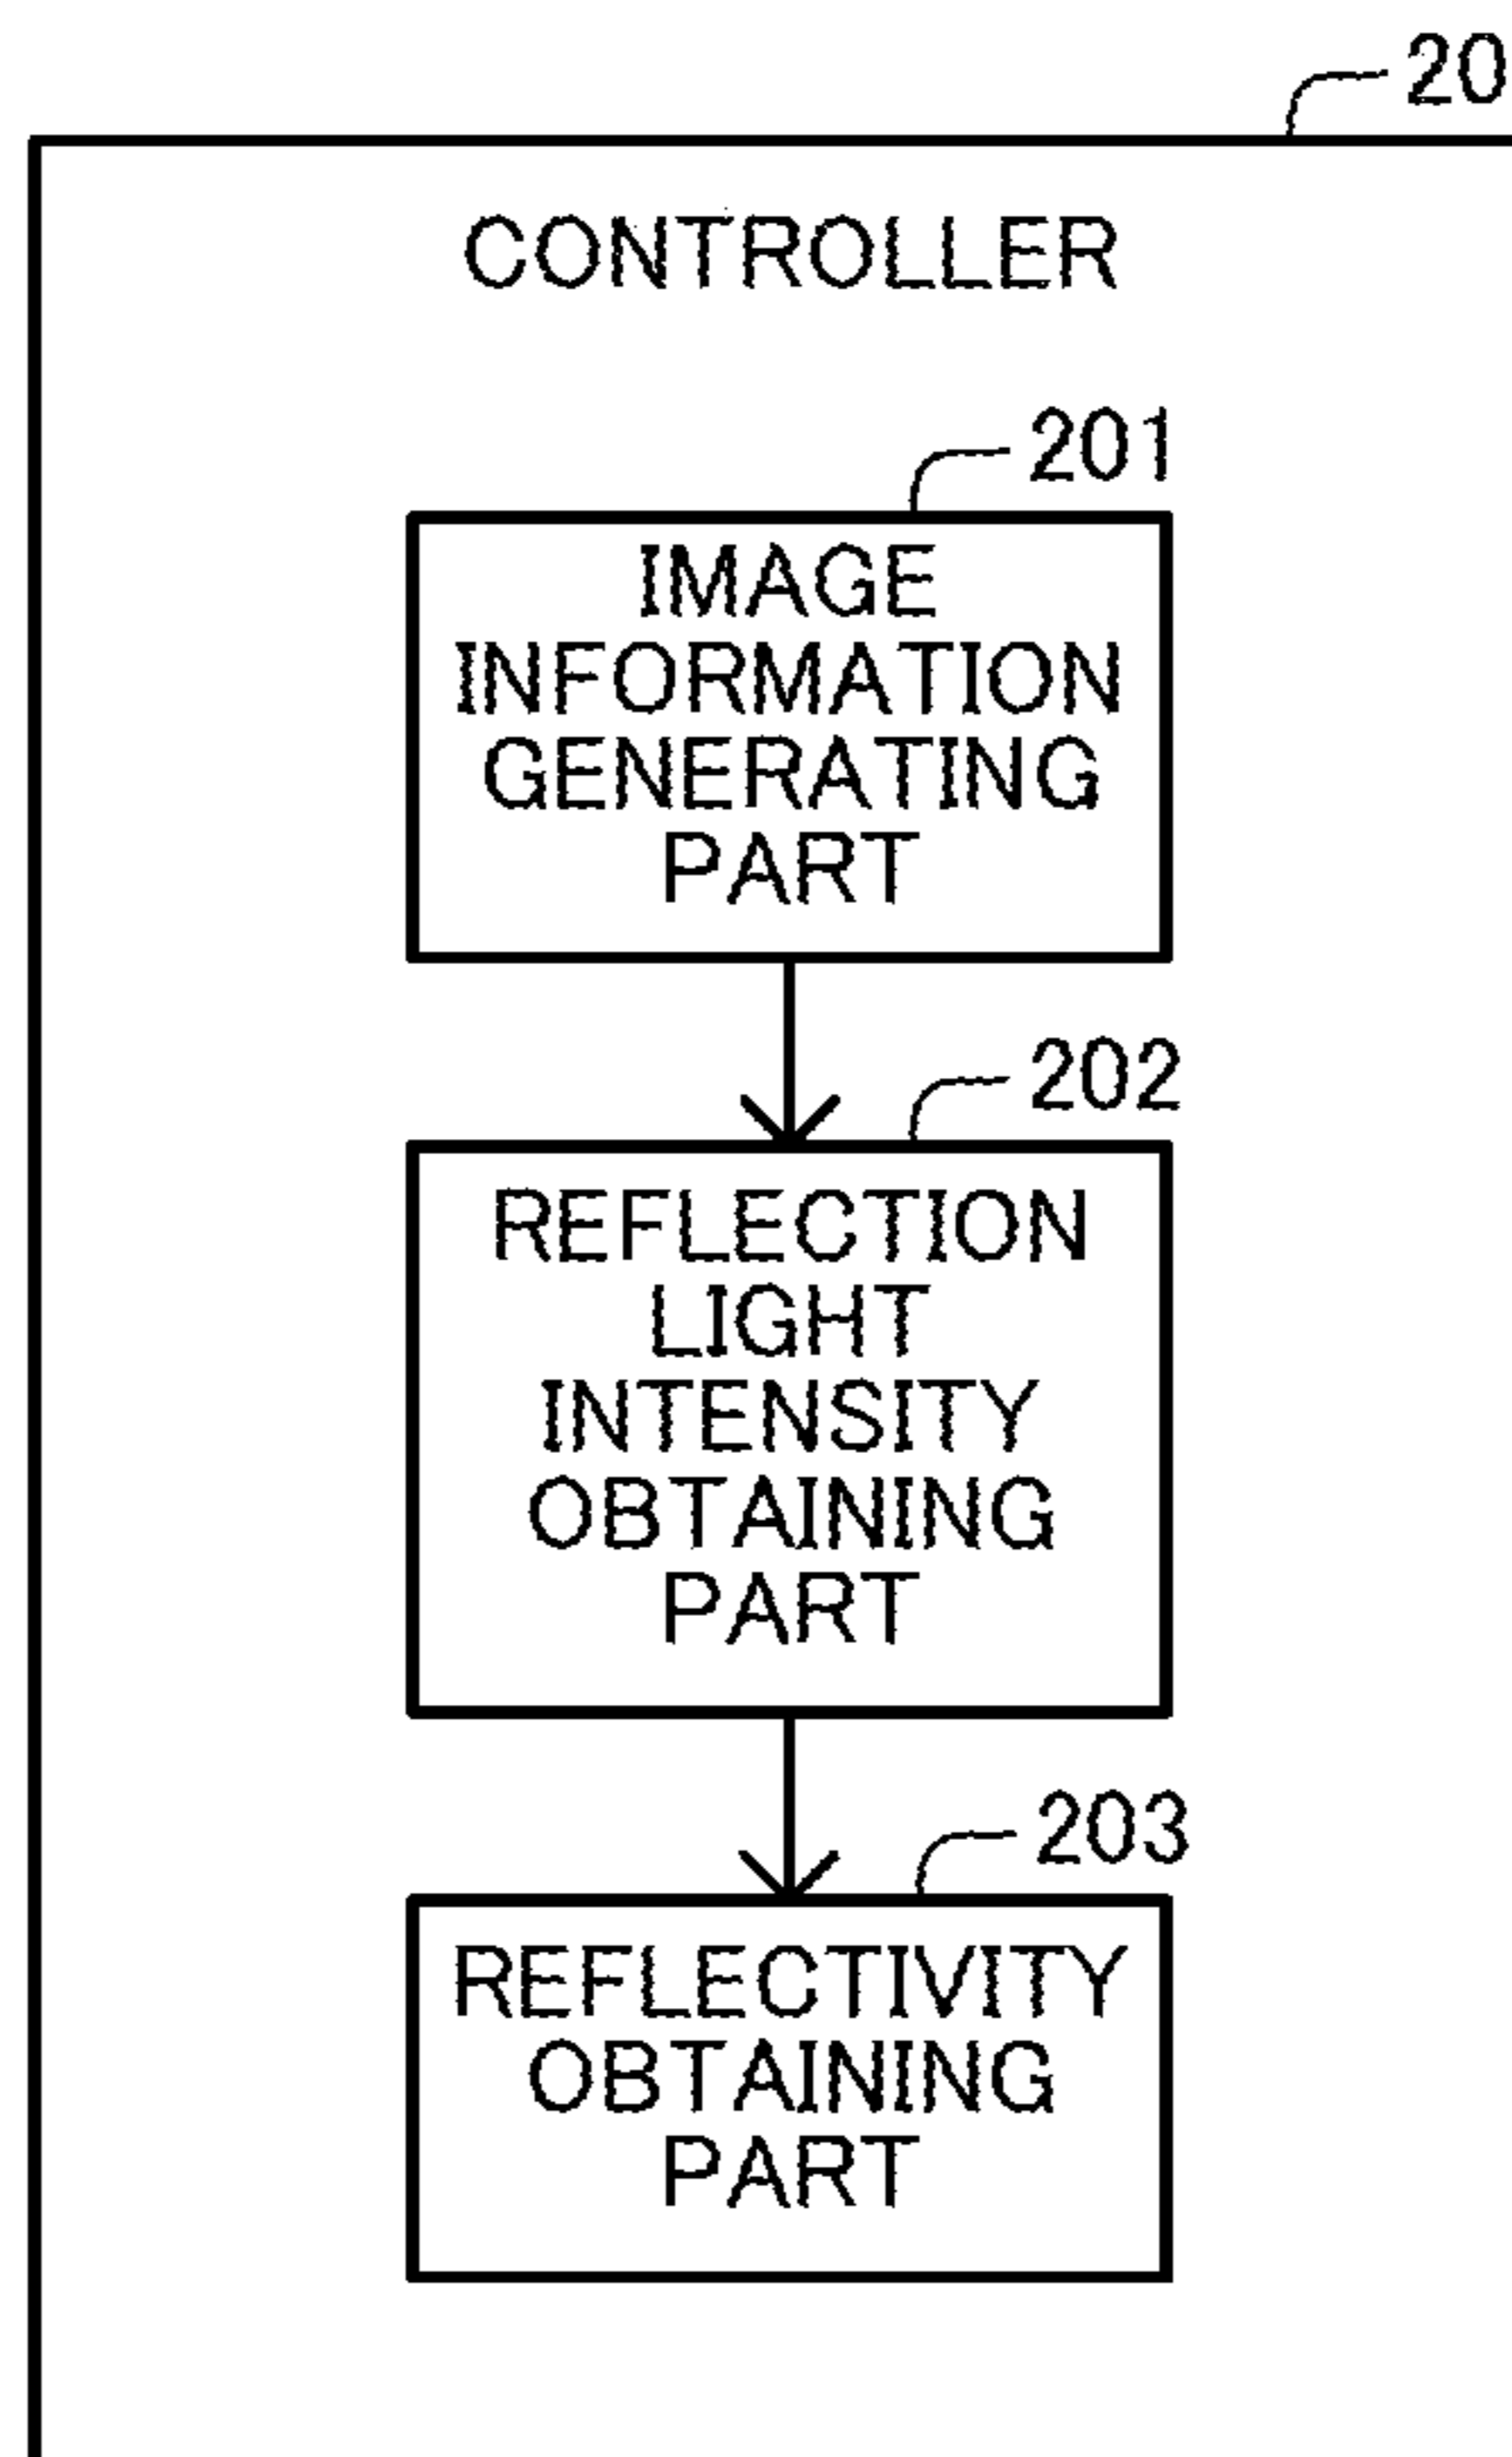 20
CONTROLLER
201
IMAGE
INFORMATION
GENERATING
PART
202
REFLECTION
LIGHT
INTENSITY
OBTAINING
PART
203
REFLECTIVITY
OBTAINING
PART